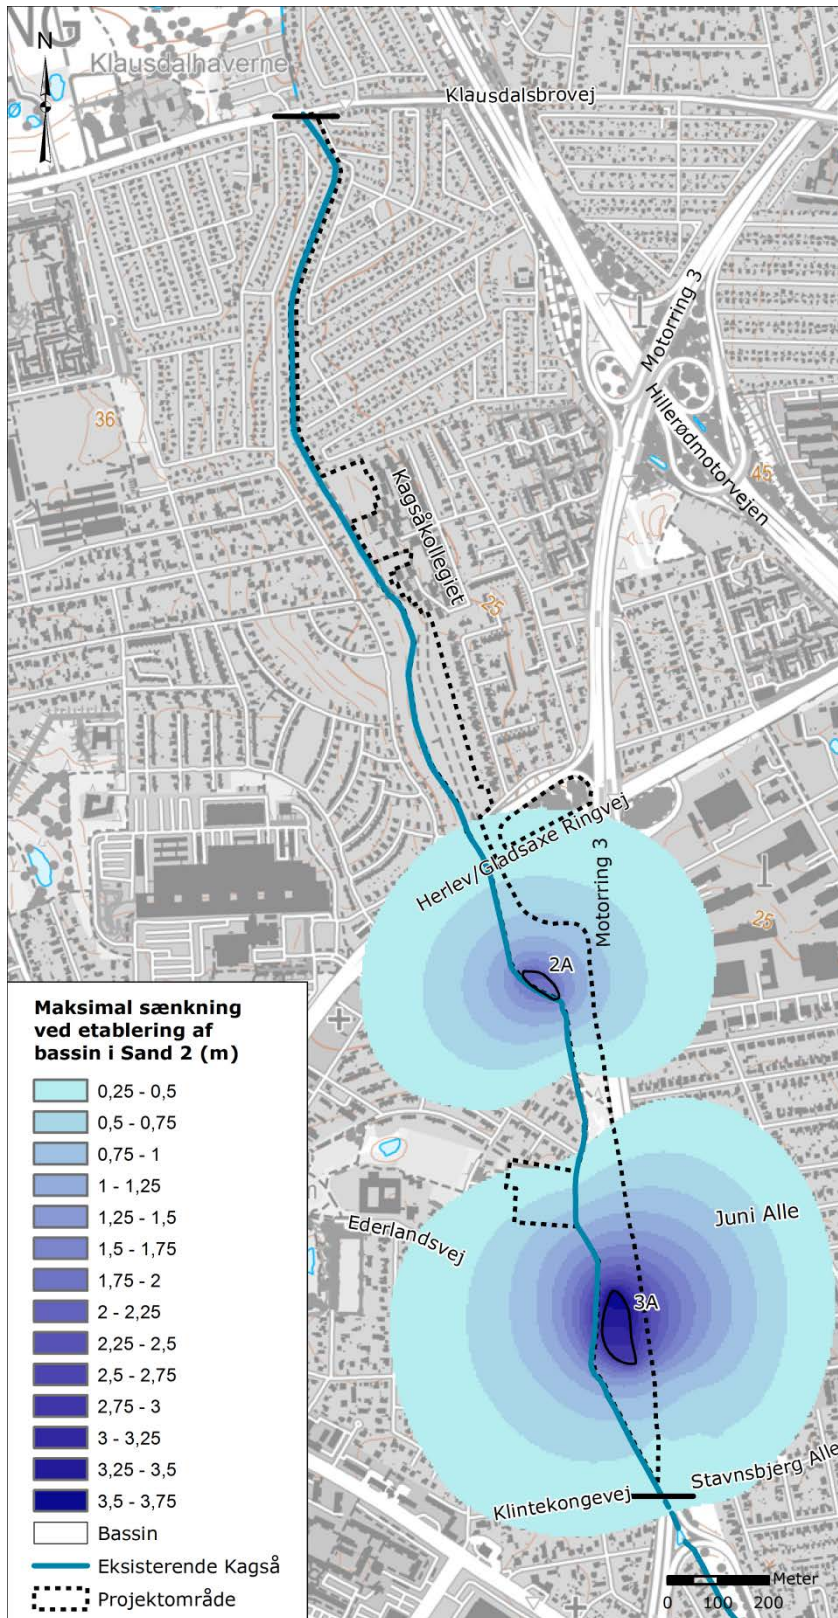 NG
N
Klausdalhaverne
Klausdalsbrovej
Motorring 3
Hillerødmotorvejen
36
45
Kagsåkollegiet
25
Herlev/Gladsaxe Ringvej
Motorring 3
25
2A
Juni Alle
Ederlandsvej
3A
Stavnsbjerg Alle
Klintekongevej
Meter
0 100 200
Maksimal sænkning
ved etablering af
bassin i Sand 2 (m)
0,25 - 0,5
0,5 - 0,75
0,75 - 1
1 - 1,25
1,25 - 1,5
1,5 - 1,75
1,75 - 2
2 - 2,25
2,25 - 2,5
2,5 - 2,75
2,75 - 3
3 - 3,25
3,25 - 3,5
3,5 - 3,75
Bassin
Eksisterende Kagså
Projektområde